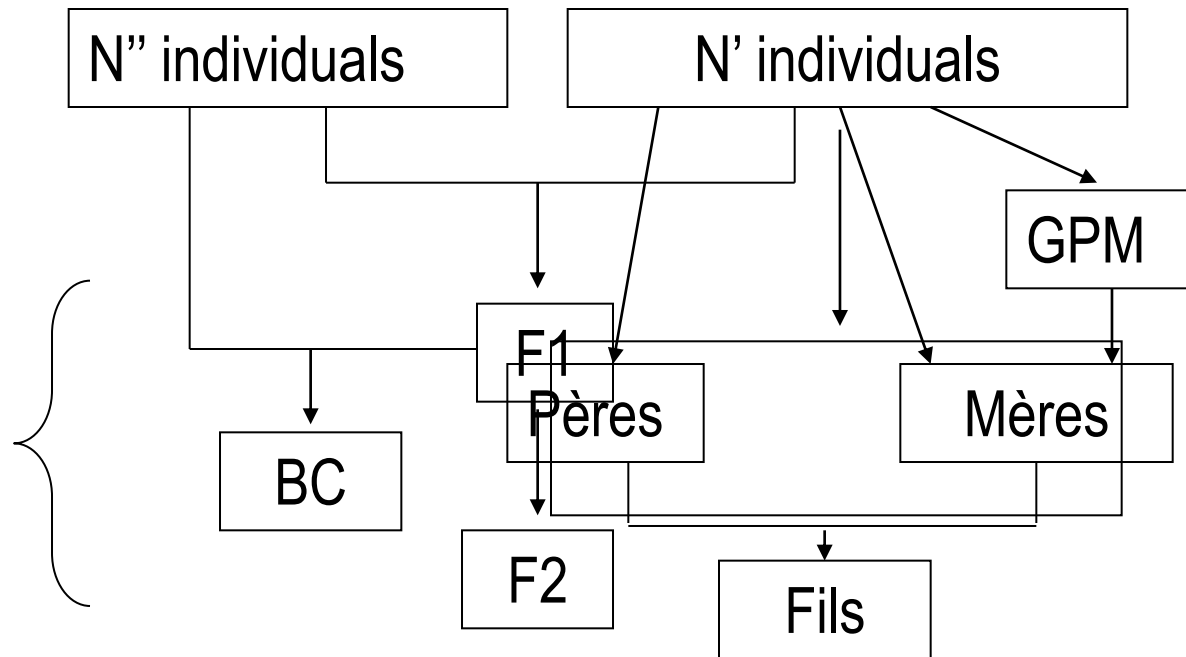 N’’ individuals
N’ individuals
GPM
F1
Pères
Mères
BC
F2
Fils